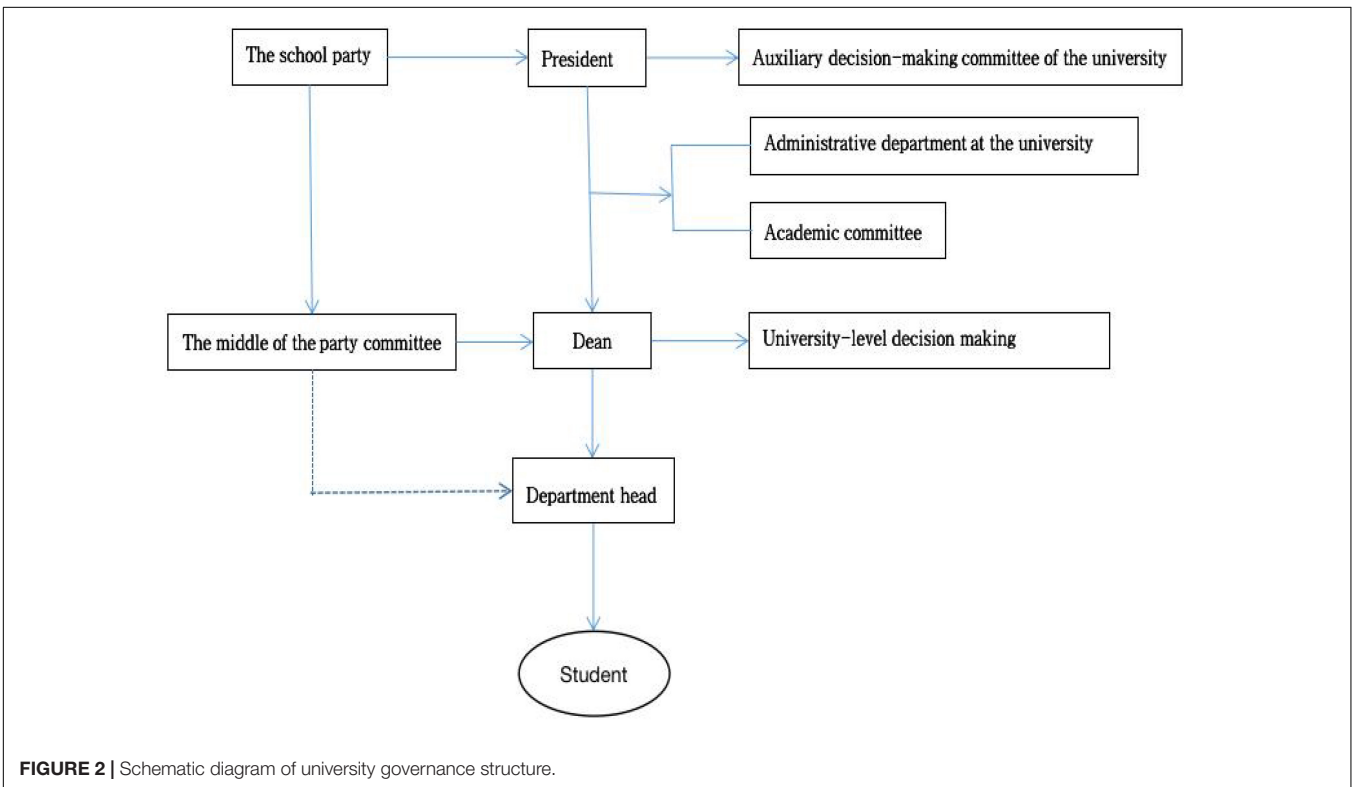 The school party
President
Auxiliary decision-making committee of the university
Administrative department at the university
Academic committee
The middle of the party committee
Dean
University-level decision making
Department head
Student
FIGURE 2 | Schematic diagram of university governance structure.